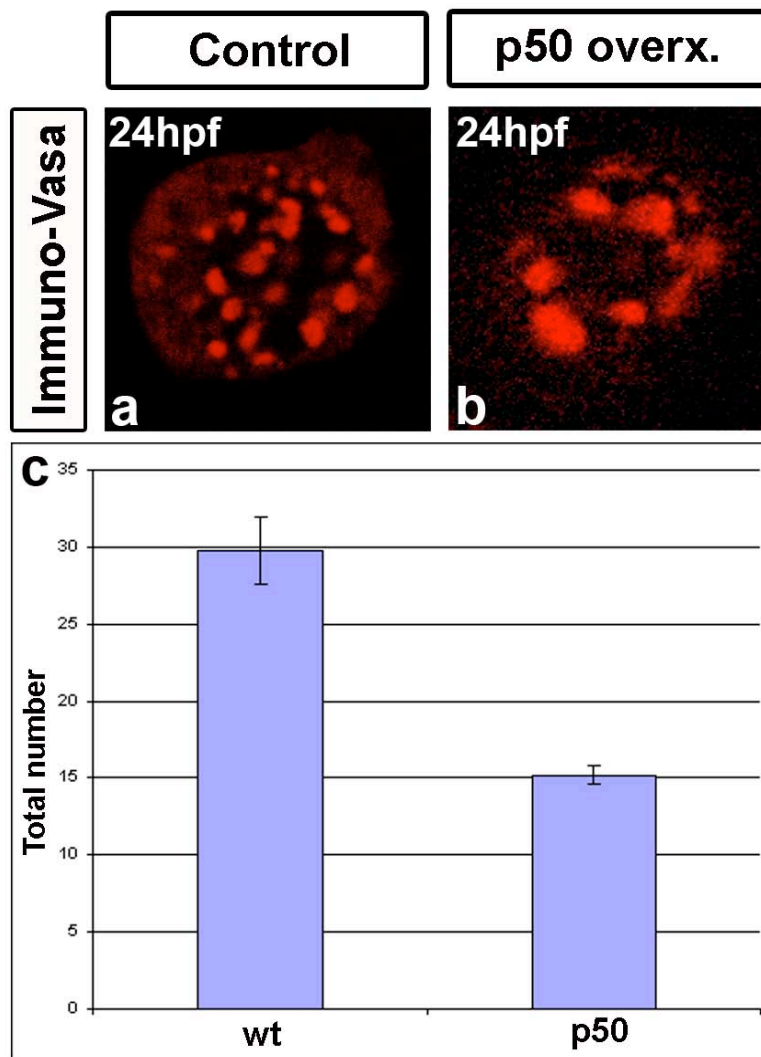 Control
p50 overx.
Immuno-Vasa
24hpf
24hpf
a
b
c
35
30
25
20
15
10
5
0
Total number
wt
p50